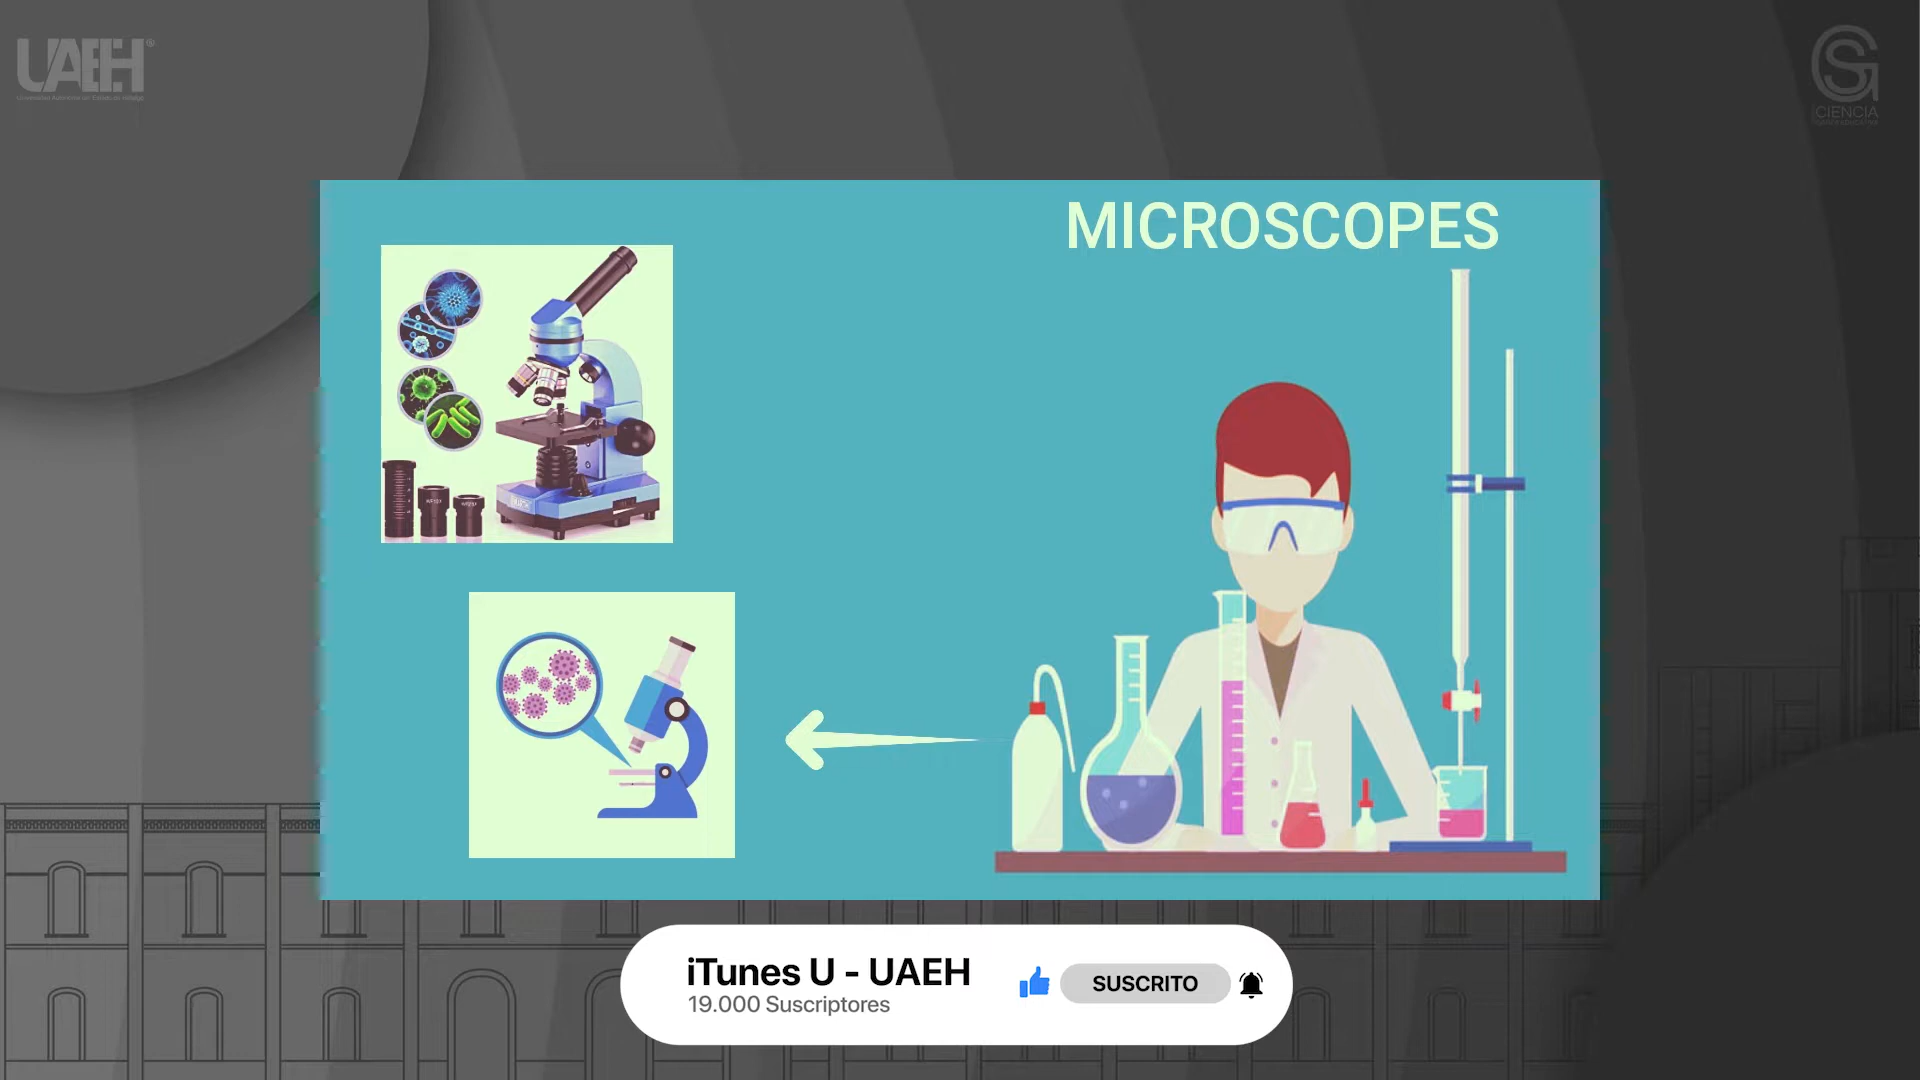 UAEH
CIENCIA
MICROSCOPES
iTunes U - UAEH
19.000 Suscriptores
SUSCRITO